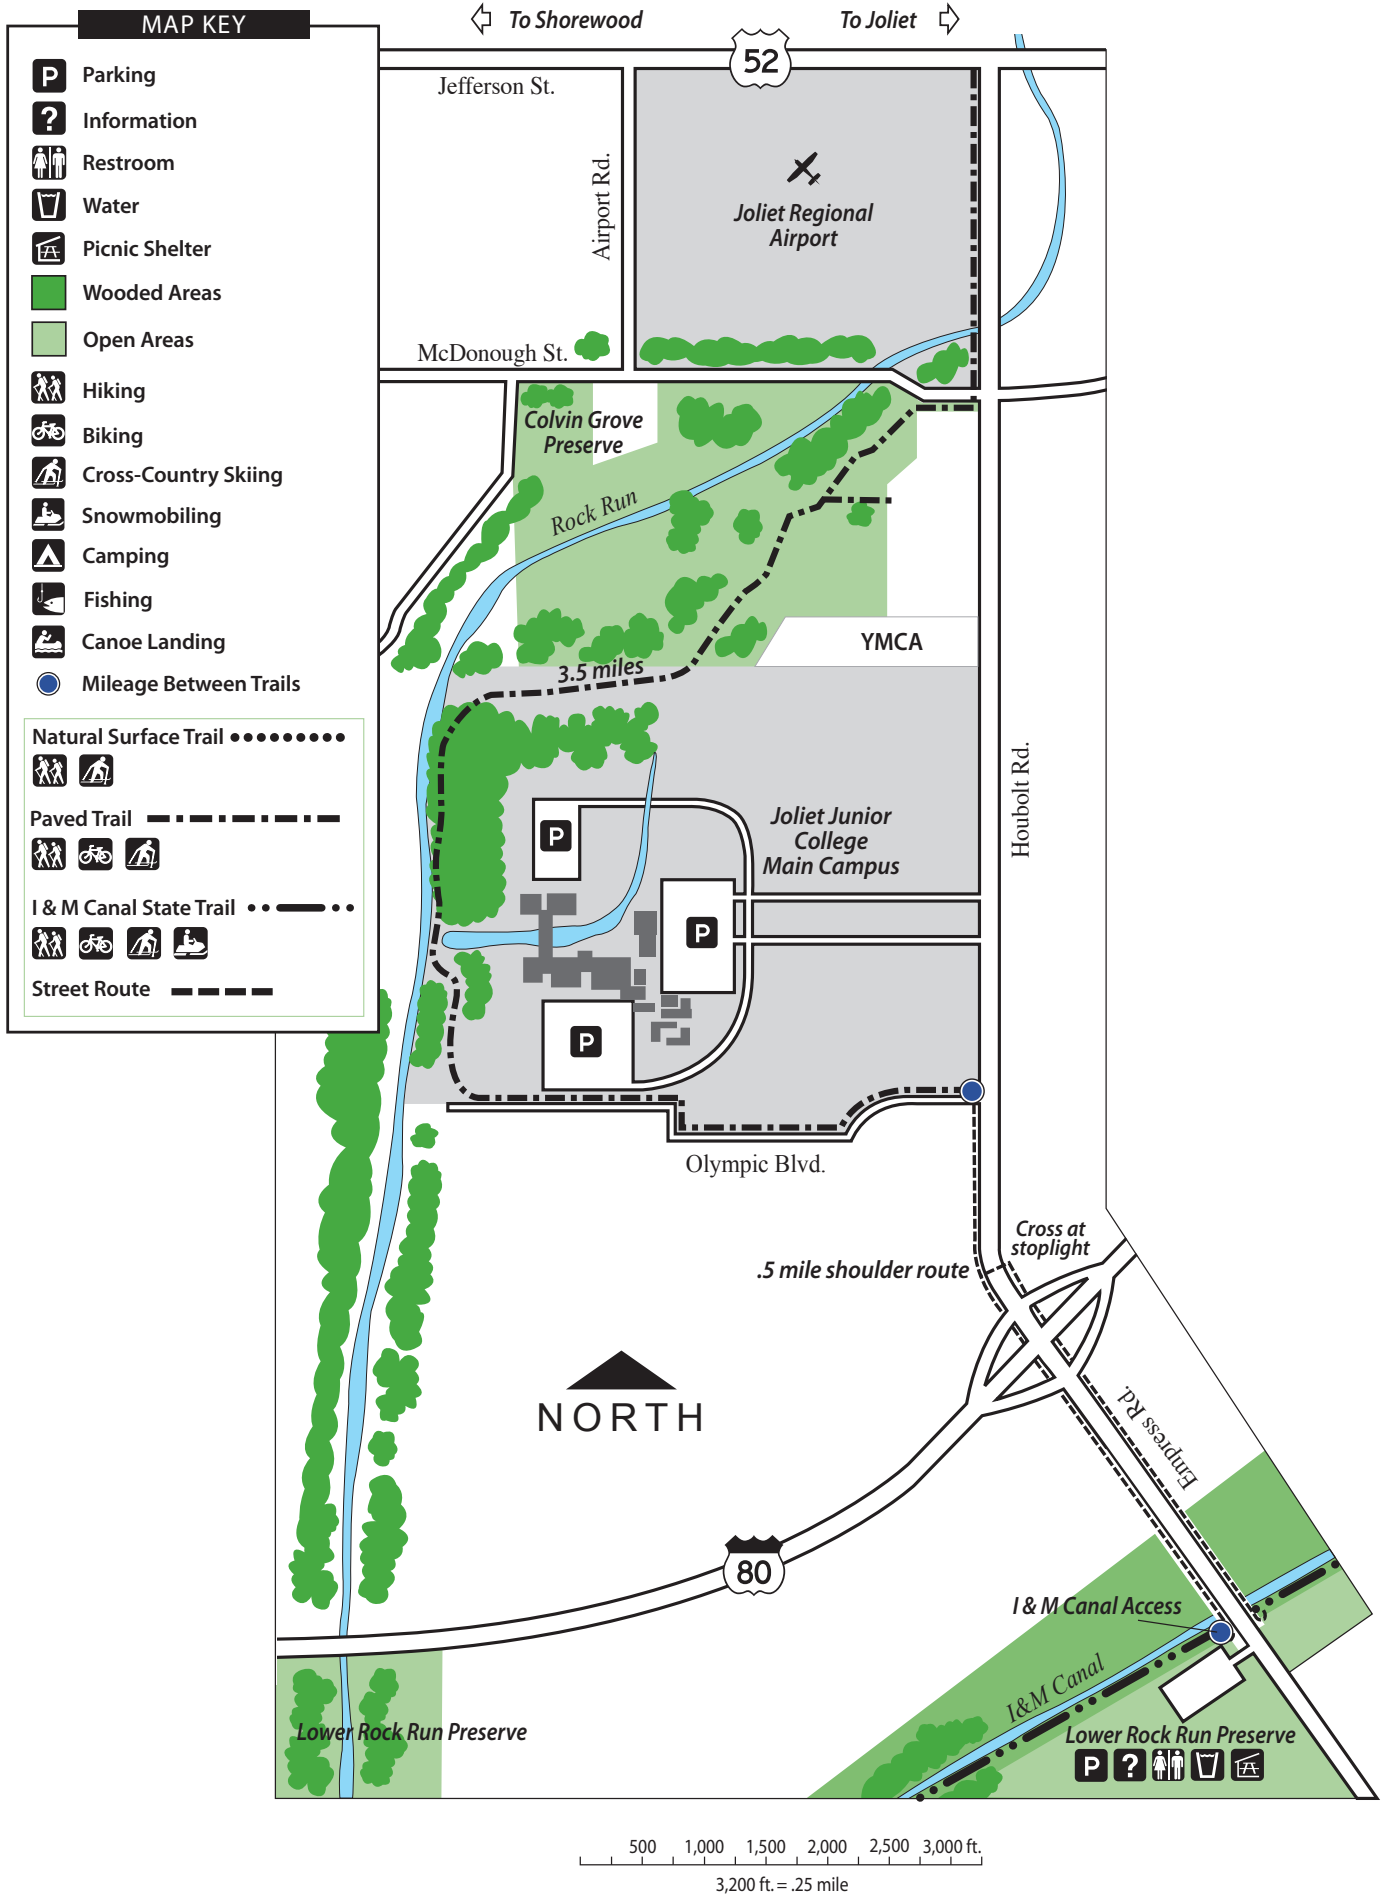 To Shorewood
To Joliet
MAP KEY
P Parking
? Information
Restroom
Water
Picnic Shelter
Wooded Areas
Open Areas
Hiking
Biking
Cross-Country Skiing
Snowmobiling
Camping
Fishing
Canoe Landing
Mileage Between Trails
Natural Surface Trail
Paved Trail
I & M Canal State Trail
Street Route
52
Jefferson St.
Airport Rd.
Joliet Regional
Airport
McDonough St.
Colvin Grove
Preserve
Rock Run
YMCA
3.5 miles
Houbolt Rd.
Joliet Junior
College
Main Campus
P
P
P
Olympic Blvd.
Cross at
stoplight
.5 mile shoulder route
NORTH
Empress Rd.
80
I & M Canal Access
I&M Canal
Lower Rock Run Preserve
Lower Rock Run Preserve
P ?
500 1,000 1,500 2,000 2,500 3,000 ft.
3,200 ft. = .25 mile